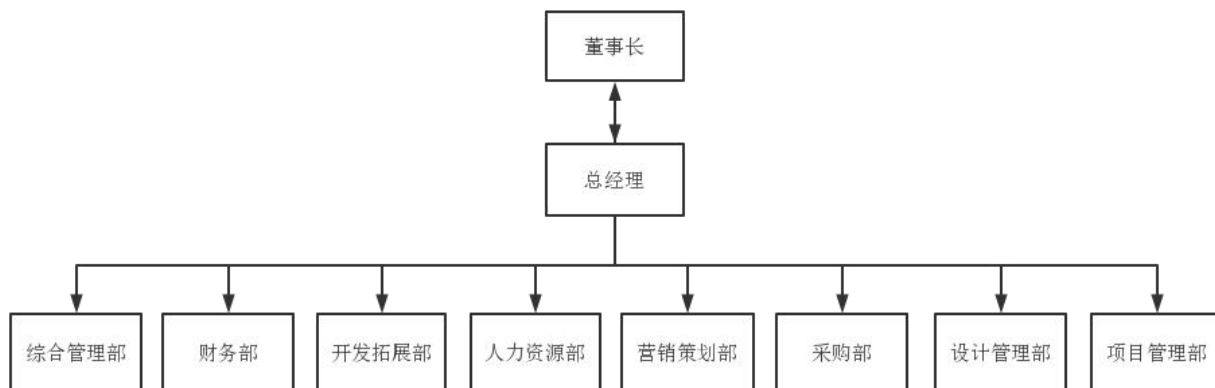 董事长
总经理
综合管理部
财务部
开发拓展部
人力资源部
营销策划部
采购部
设计管理部
项目管理部